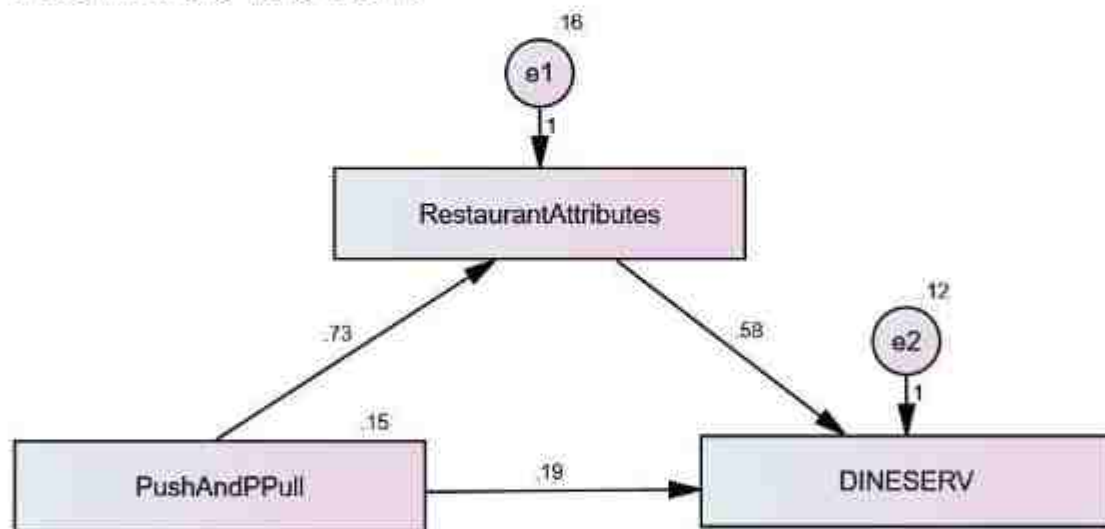 .16
e1
1
RestaurantAttributes
.12
.73
.58
e2
1
.15
.19
PushAndPPull
DINESERV